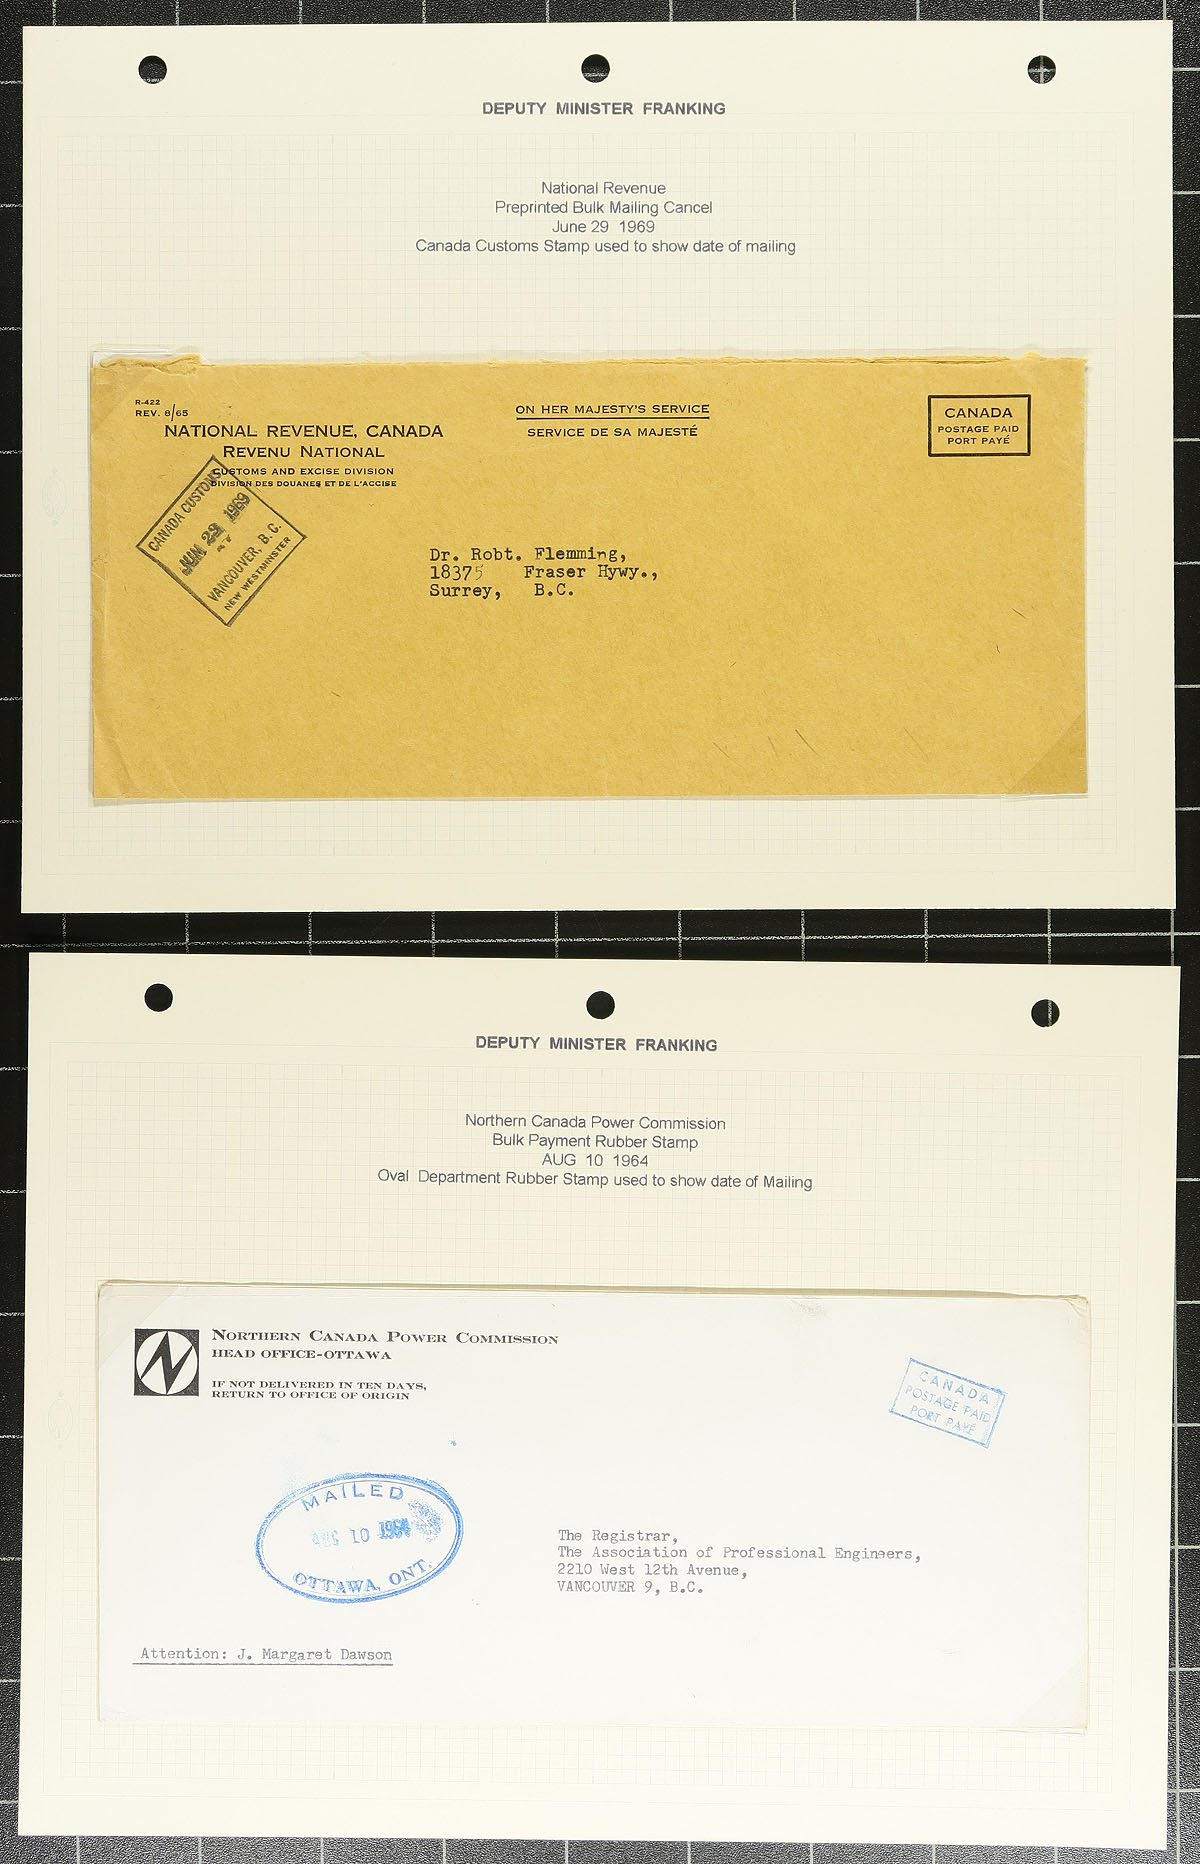 DEPUTY MINISTER FRANKING
National Revenue
Preprinted Bulk Mailing Cancel
June 29 1969
Canada Customs Stamp used to show date of mailing
R-422
REV. 8/65
NATIONAL REVENUE, CANADA
REVENU NATIONAL
CUSTOMS AND EXCISE DIVISION
DIVISION DES DOUANES ET DE L'ACCISE
ON HER MAJESTY'S SERVICE
SERVICE DE SA MAJESTÉ
CANADA
POSTAGE PAID
PORT PAYÉ
CANADA CUSTOMS
JUN 29 1969
VANCOUVER, B.C.
NEW WESTMINSTER
Dr. Robt. Flemming,
18375 Fraser Hywy.,
Surrey, B.C.
DEPUTY MINISTER FRANKING
Northern Canada Power Commission
Bulk Payment Rubber Stamp
AUG 10 1964
Oval Department Rubber Stamp used to show date of Mailing
NORTHERN CANADA POWER COMMISSION
HEAD OFFICE-OTTAWA
IF NOT DELIVERED IN TEN DAYS,
RETURN TO OFFICE OF ORIGIN
CANADA
POSTAGE PAID
PORT PAYÉ
MAILED
AUG 10 1964
OTTAWA, ONT.
The Registrar,
The Association of Professional Engineers,
2210 West 12th Avenue,
VANCOUVER 9, B.C.
Attention: J. Margaret Dawson